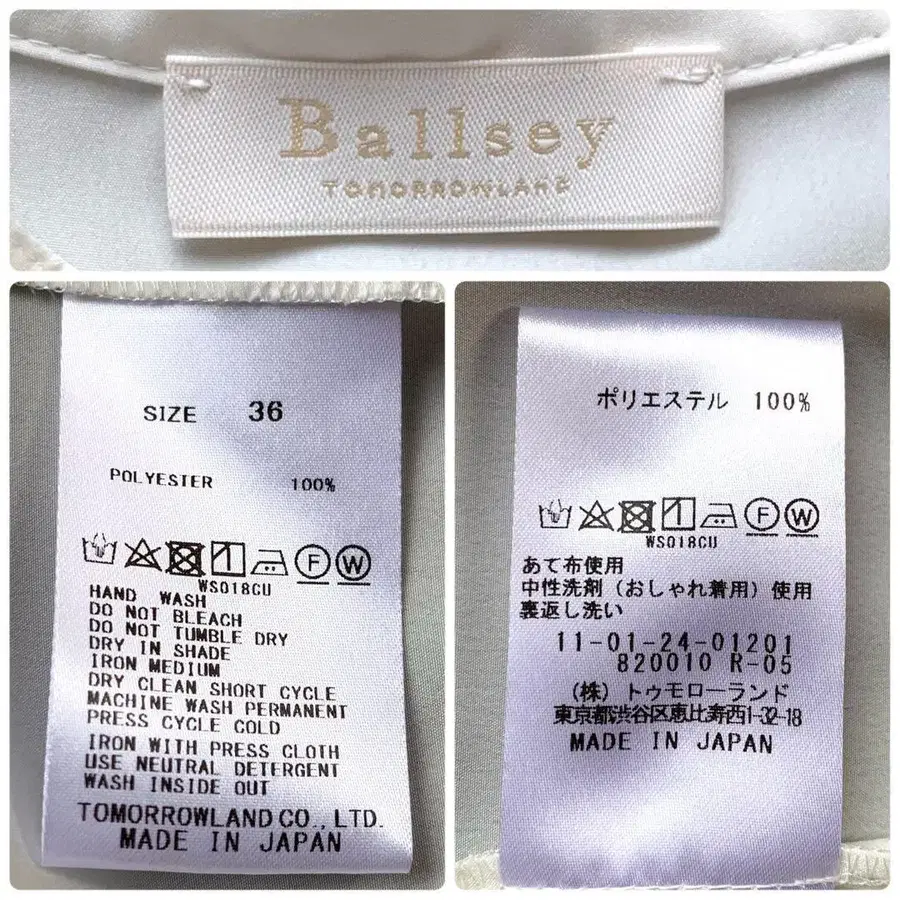 Ballsey
TOMORROWLAND
SIZE 36
POLYESTER 100%
F W
WS018CU
HAND WASH
DO NOT BLEACH
DO NOT TUMBLE DRY
DRY IN SHADE
IRON MEDIUM
DRY CLEAN SHORT CYCLE
MACHINE WASH PERMANENT
PRESS CYCLE COLD
IRON WITH PRESS CLOTH
USE NEUTRAL DETERGENT
WASH INSIDE OUT
TOMORROWLAND CO., LTD.
MADE IN JAPAN
ポリエステル 100%
F W
WS018CU
あて布使用
中性洗剤（おしゃれ着用）使用
裏返し洗い
11-01-24-01201
820010 R-05
（株）トゥモローランド
東京都渋谷区恵比寿西1-32-18
MADE IN JAPAN